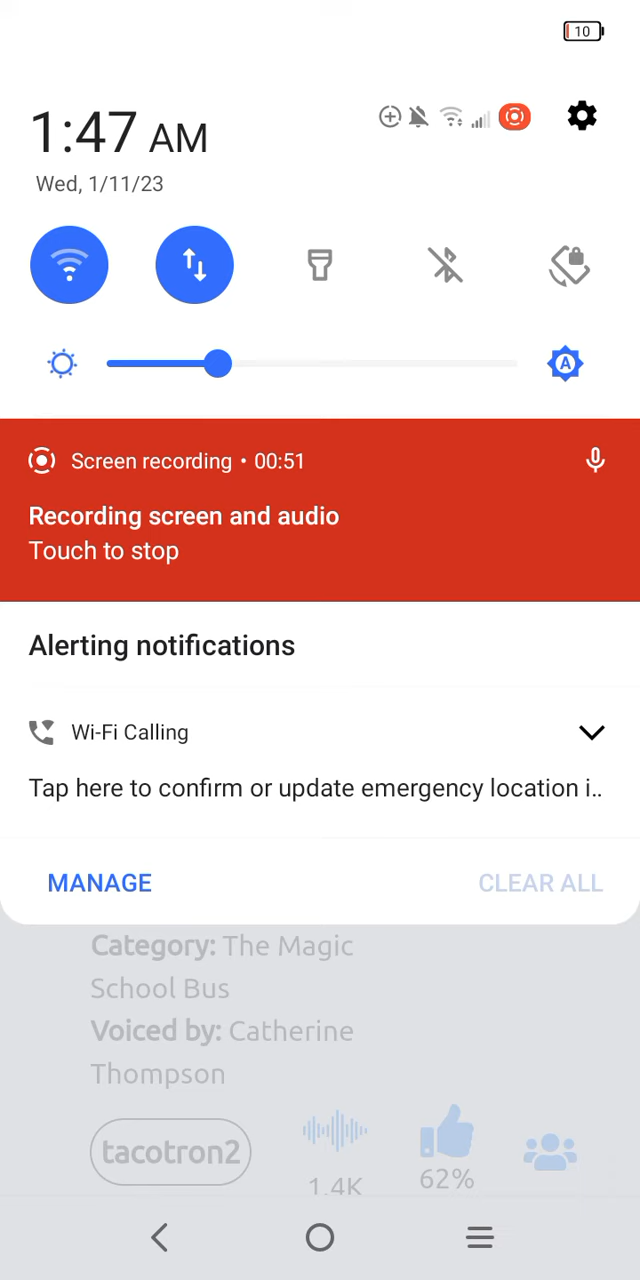 10
1:47 AM
Wed, 1/11/23
A
Screen recording • 00:51
Recording screen and audio
Touch to stop
Alerting notifications
Wi-Fi Calling
Tap here to confirm or update emergency location i..
MANAGE CLEAR ALL
Category: The Magic
School Bus
Voiced by: Catherine
Thompson
tacotron2
1.4K 62%